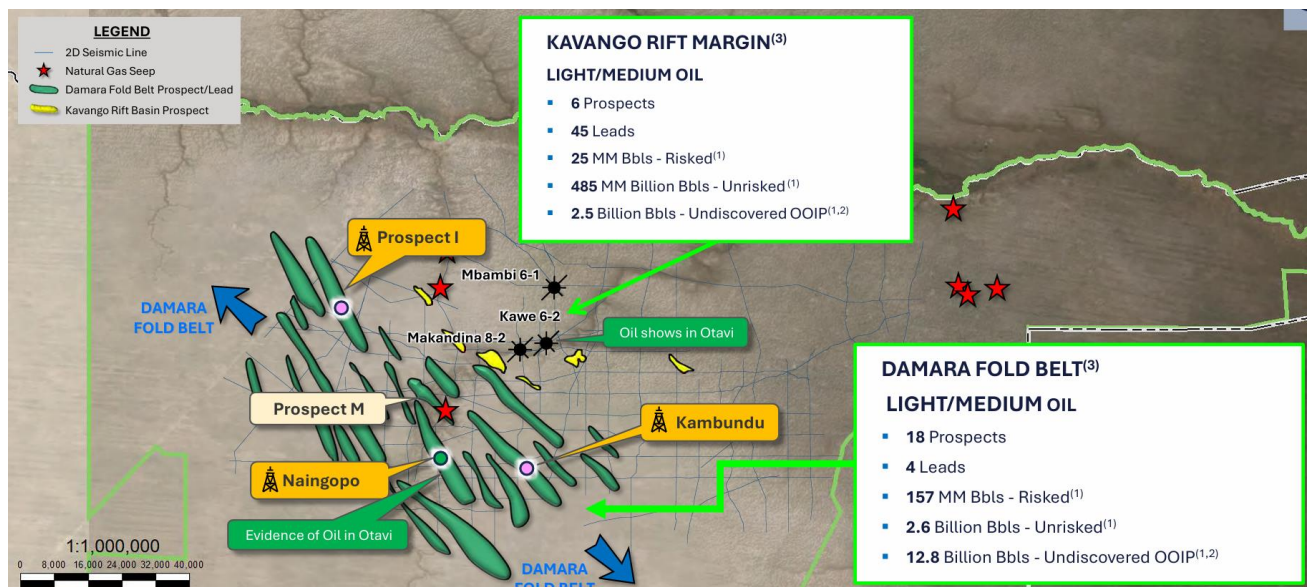 LEGEND
2D Seismic Line
Natural Gas Seep
Damara Fold Belt Prospect/Lead
Kavango Rift Basin Prospect
KAVANGO RIFT MARGIN(3)
LIGHT/MEDIUM OIL
▪ 6 Prospects
▪ 45 Leads
▪ 25 MM Bbls - Risked(1)
▪ 485 MM Billion Bbls - Unrisked(1)
▪ 2.5 Billion Bbls - Undiscovered OOIP(1,2)
Prospect I
Mbambi 6-1
DAMARA
FOLD BELT
Kawe 6-2
Makandina 8-2
Oil shows in Otavi
Prospect M
Kambundu
Naingopo
Evidence of Oil in Otavi
DAMARA FOLD BELT(3)
LIGHT/MEDIUM OIL
▪ 18 Prospects
▪ 4 Leads
▪ 157 MM Bbls - Risked(1)
▪ 2.6 Billion Bbls - Unrisked(1)
▪ 12.8 Billion Bbls - Undiscovered OOIP(1,2)
1:1,000,000
0 8,000 16,000 24,000 32,000 40,000
DAMARA
FOLD BELT